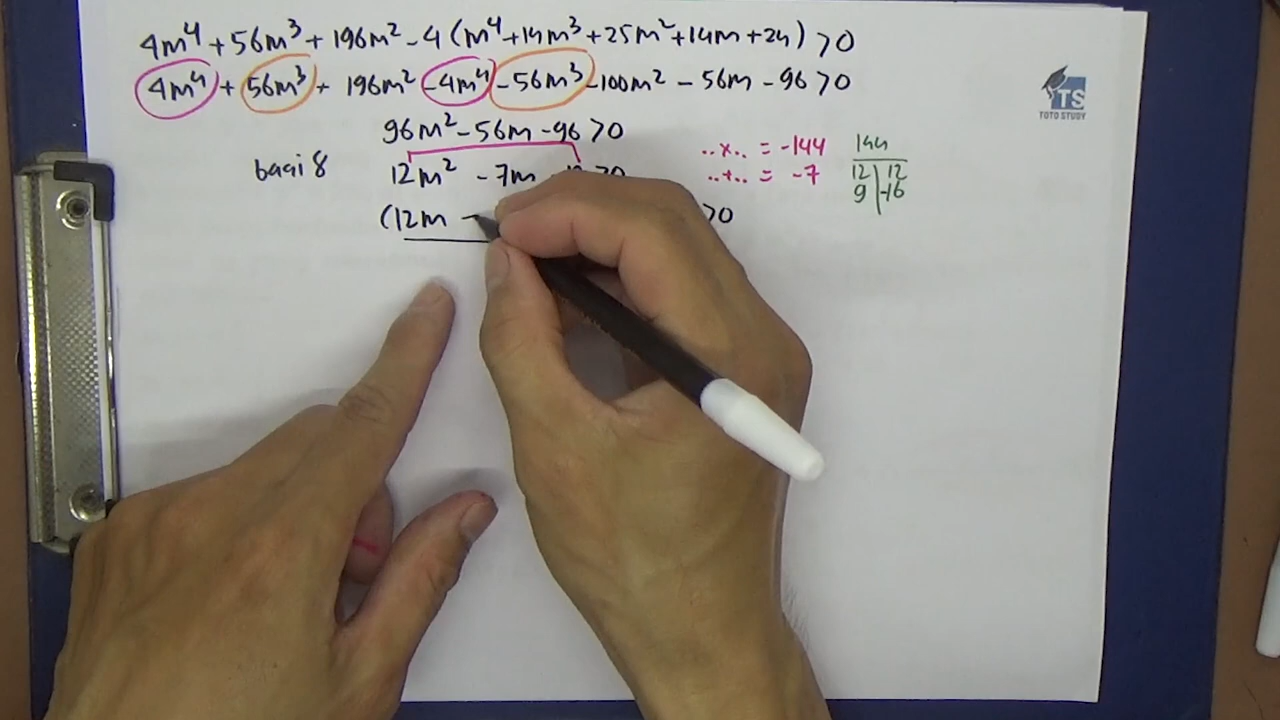 4m⁴ + 56m³ + 196m² - 4 (m⁴ + 14m³ + 25m² + 14m + 24) > 0
4m⁴ + 56m³ + 196m² - 4m⁴ - 56m³ - 100m² - 56m - 96 > 0
96m² - 56m - 96 > 0
bagi 8
12m² - 7m - > 0
(12m - > 0
..x.. = -144
..+.. = -7
144
12 | 12
9 | -16
TS
TOTO STUDY